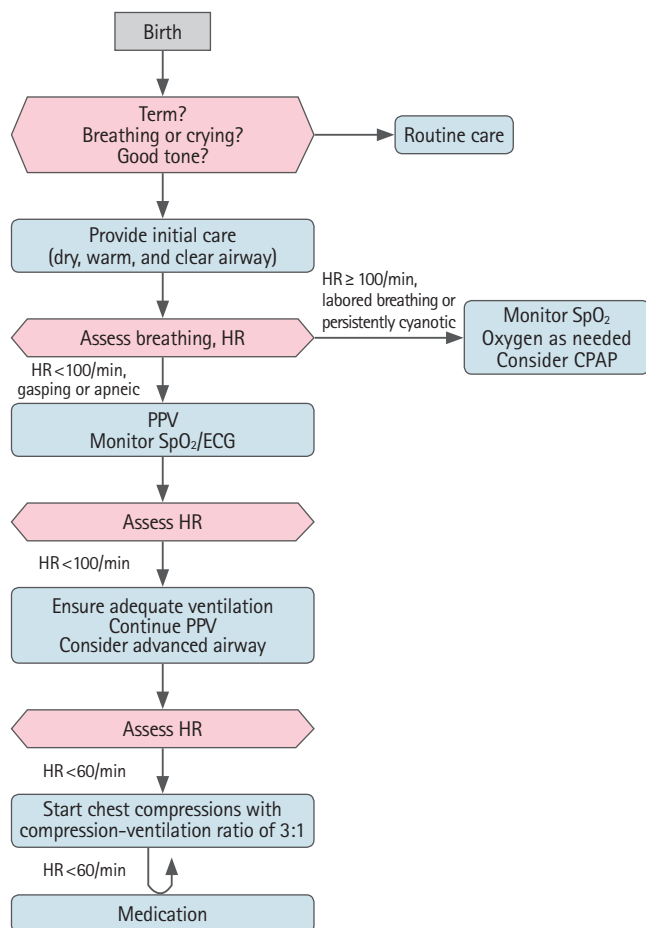 Birth
Term?
Breathing or crying?
Good tone?
Routine care
Provide initial care
(dry, warm, and clear airway)
HR ≥ 100/min,
labored breathing or
persistently cyanotic
Assess breathing, HR
Monitor SpO₂
Oxygen as needed
Consider CPAP
HR<100/min,
gasping or apneic
PPV
Monitor SpO₂/ECG
Assess HR
HR<100/min
Ensure adequate ventilation
Continue PPV
Consider advanced airway
Assess HR
HR<60/min
Start chest compressions with
compression-ventilation ratio of 3:1
HR<60/min
Medication